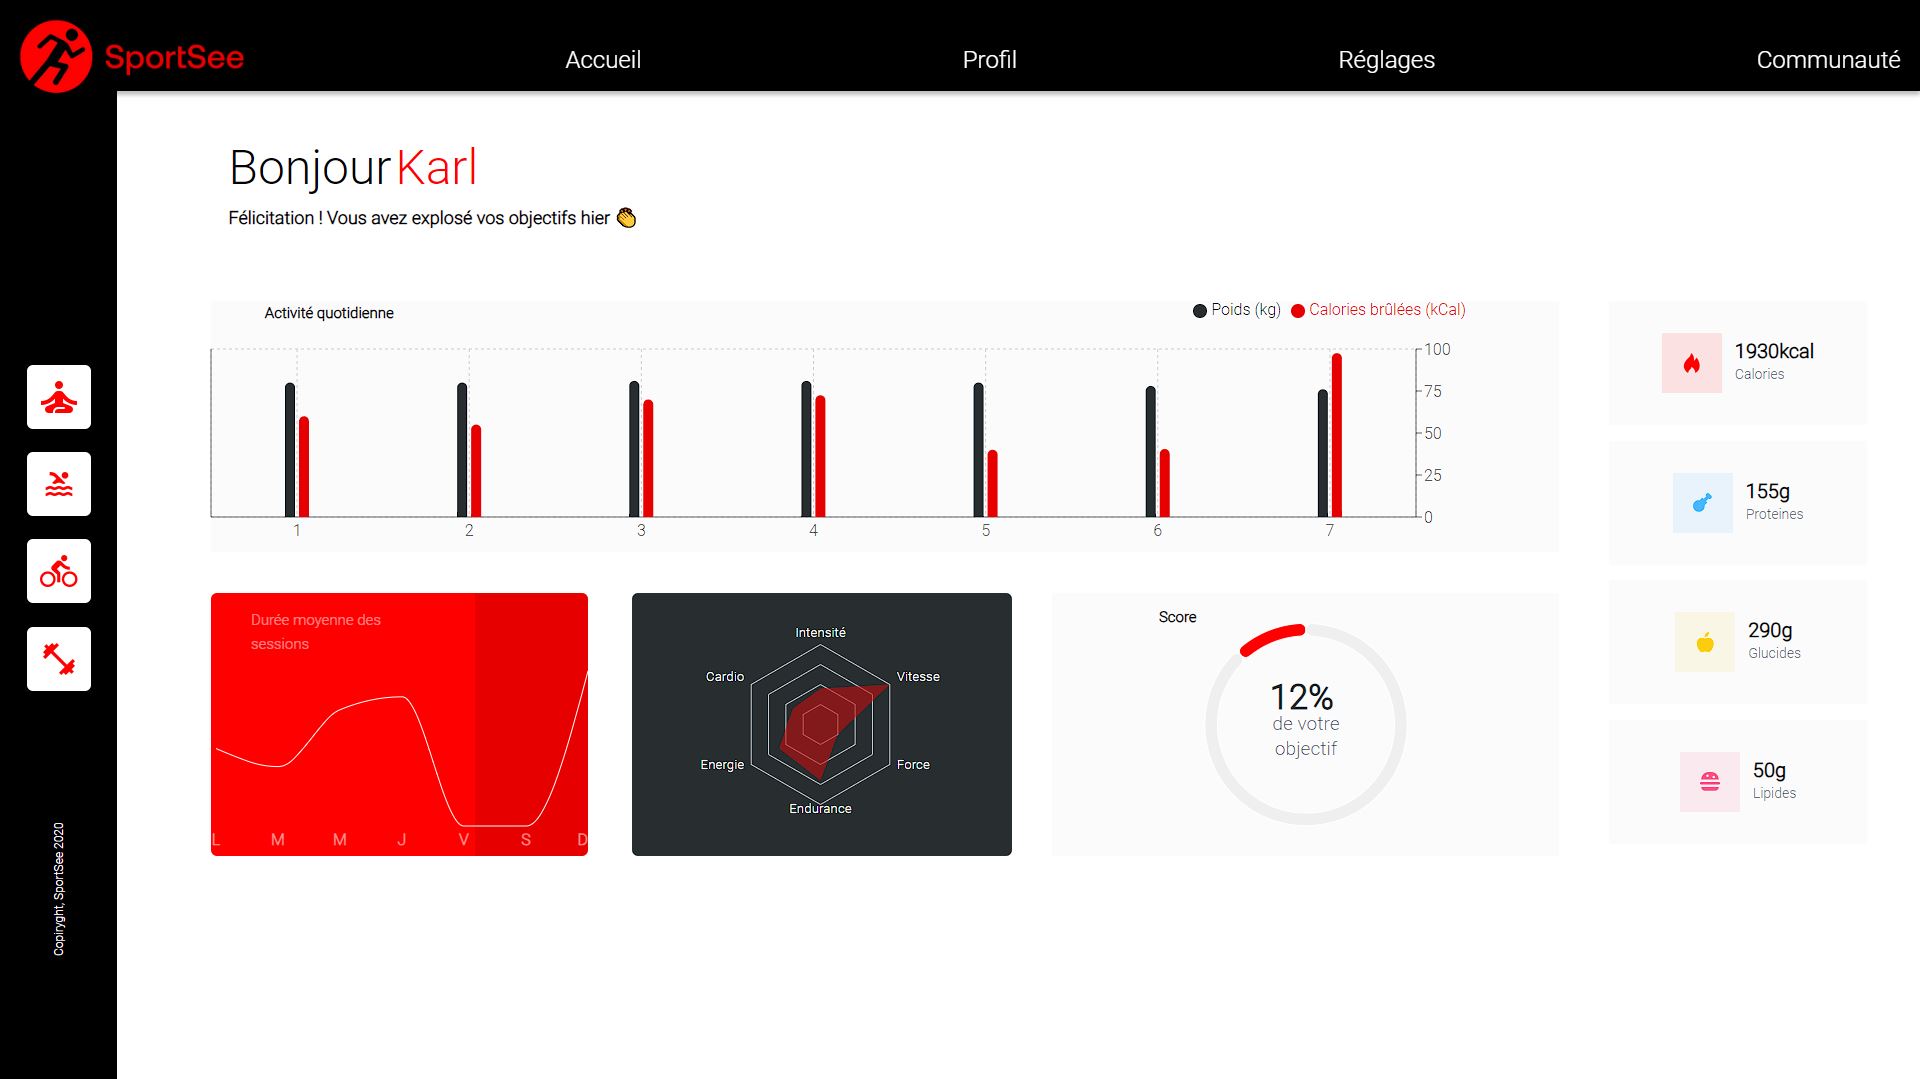 SportSee
Accueil
Profil
Réglages
Communauté
Bonjour Karl
Félicitation ! Vous avez explosé vos objectifs hier 👏
Activité quotidienne
Poids (kg)
Calories brûlées (kCal)
100
75
50
25
0
1
2
3
4
5
6
7
1930kcal
Calories
155g
Proteines
290g
Glucides
50g
Lipides
Durée moyenne des
sessions
L
M
M
J
V
S
D
Intensité
Vitesse
Force
Endurance
Energie
Cardio
Score
12%
de votre
objectif
Copiryght, SportSee 2020